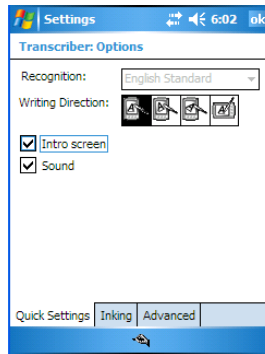 Settings 6:02 ok
Transcriber: Options
Recognition: English Standard
Writing Direction:
Intro screen
Sound
Quick Settings Inking Advanced